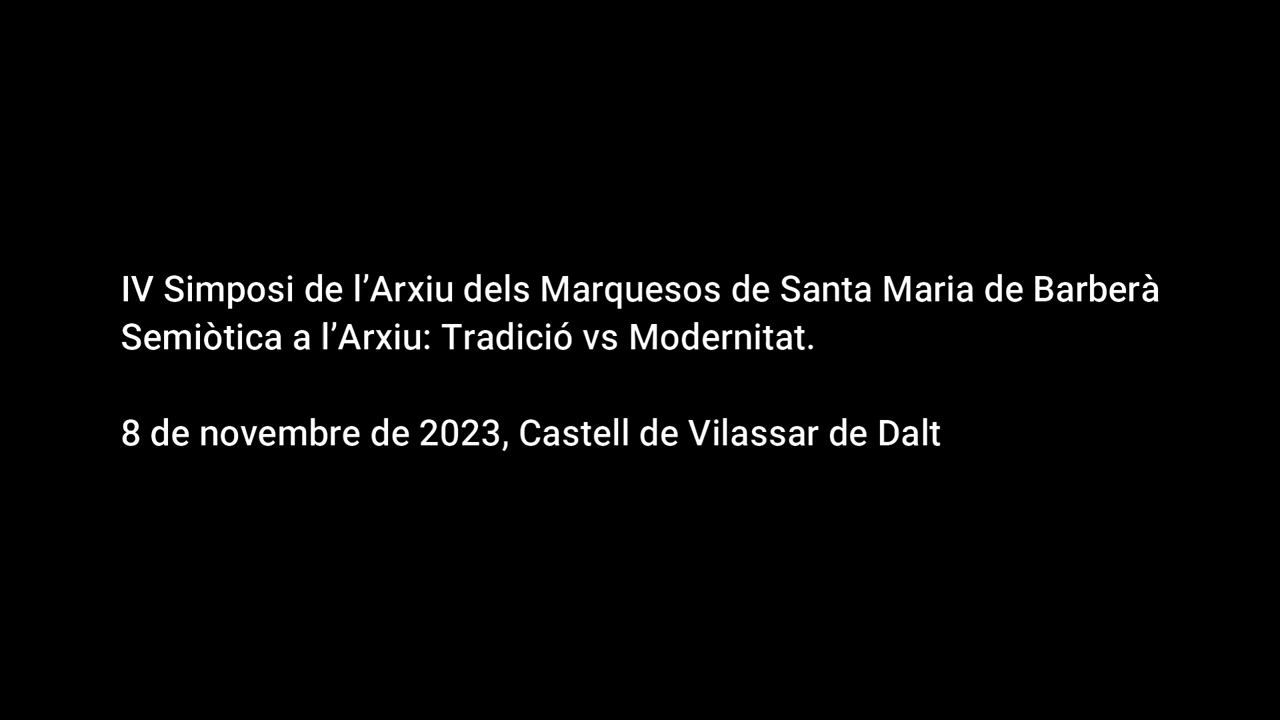 IV Simposi de l’Arxiu dels Marquesos de Santa Maria de Barberà
Semiòtica a l’Arxiu: Tradició vs Modernitat.
8 de novembre de 2023, Castell de Vilassar de Dalt